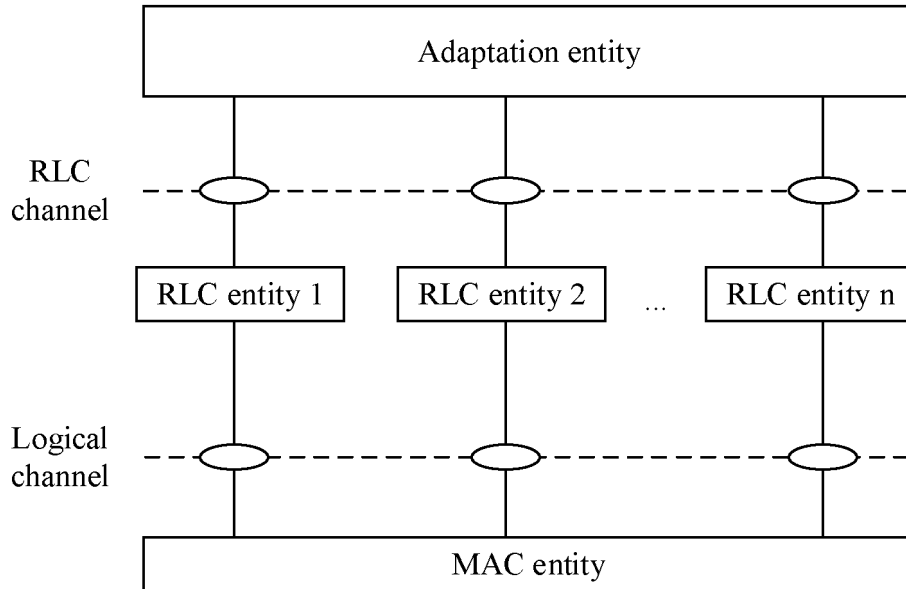 Adaptation entity
RLC
channel
RLC entity 1
RLC entity 2
...
RLC entity n
Logical
channel
MAC entity